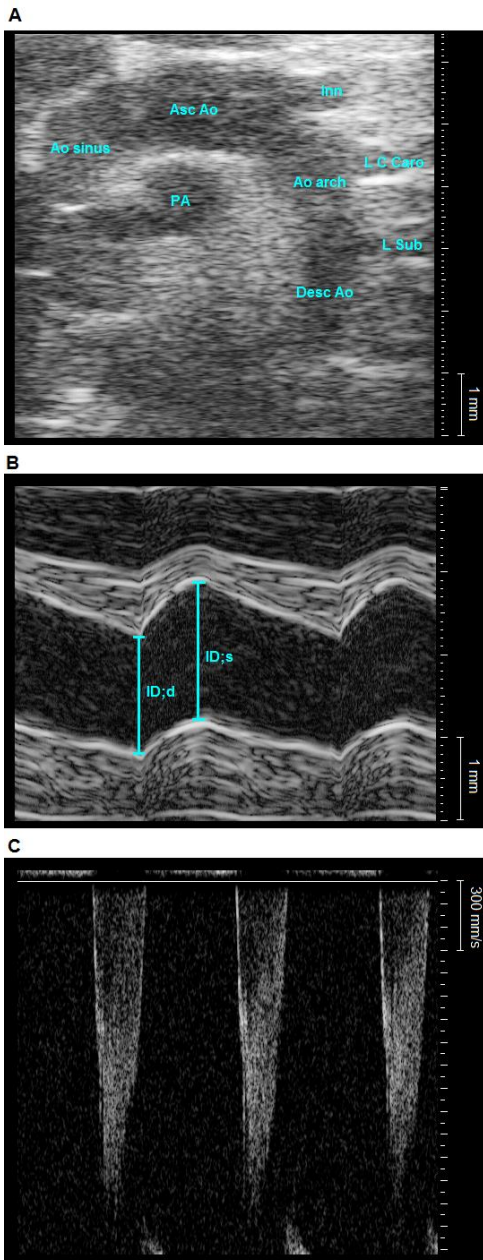 A
Inn
Asc Ao
Ao sinus
L C Caro
Ao arch
PA
L Sub
Desc Ao
1 mm
B
ID;s
ID;d
1 mm
C
300 mm/s